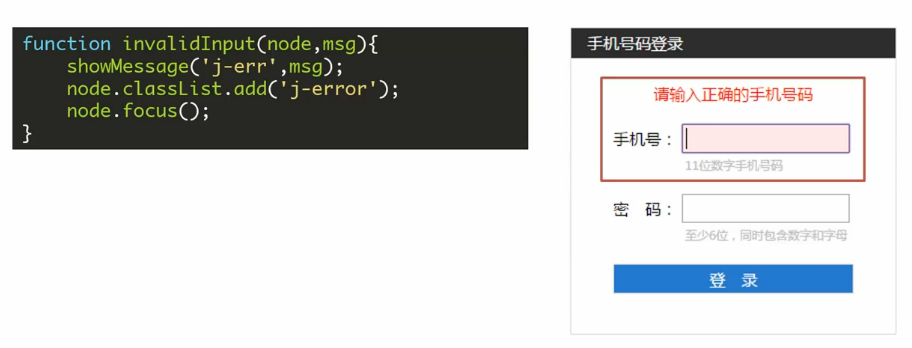 function invalidInput(node,msg){
    showMessage('j-err',msg);
    node.classList.add('j-error');
    node.focus();
}
手机号码登录
请输入正确的手机号码
手机号：
11位数字手机号码
密 码：
至少6位，同时包含数字和字母
登 录